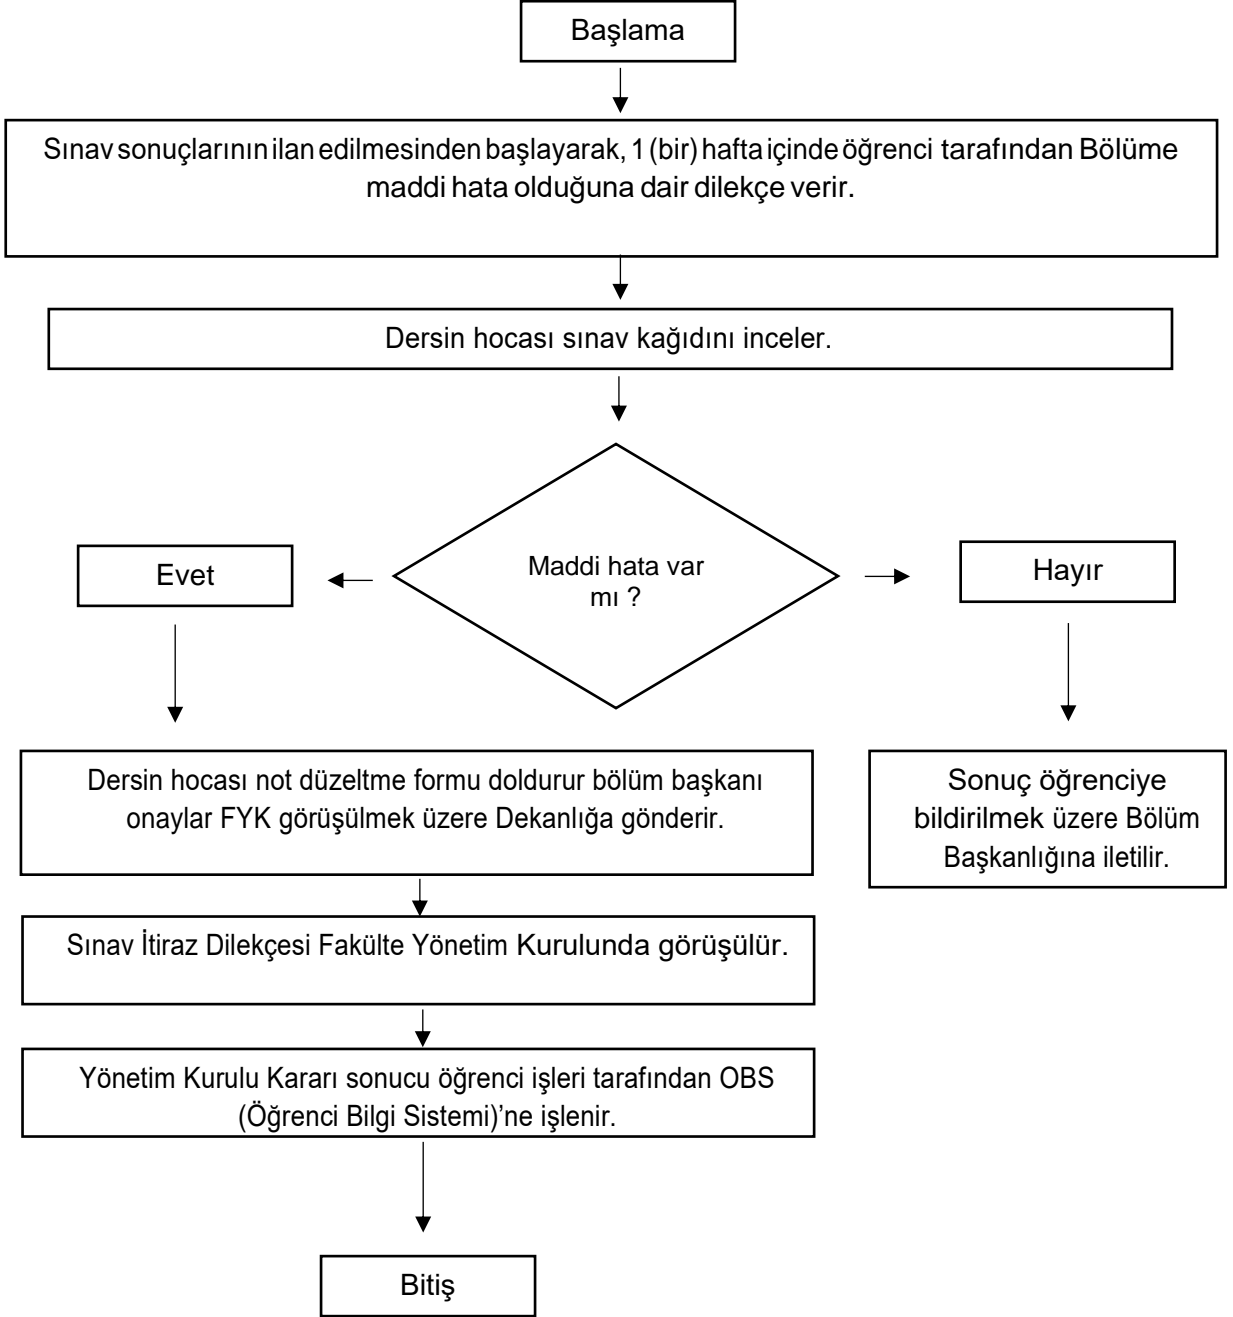 Başlama
Sınav sonuçlarının ilan edilmesinden başlayarak, 1 (bir) hafta içinde öğrenci tarafından Bölüme
maddi hata olduğuna dair dilekçe verir.
Dersin hocası sınav kağıdını inceler.
Maddi hata var
mı ?
Evet
Hayır
Dersin hocası not düzeltme formu doldurur bölüm başkanı
onaylar FYK görüşülmek üzere Dekanlığa gönderir.
Sonuç öğrenciye
bildirilmek üzere Bölüm
Başkanlığına iletilir.
Sınav İtiraz Dilekçesi Fakülte Yönetim Kurulunda görüşülür.
Yönetim Kurulu Kararı sonucu öğrenci işleri tarafından OBS
(Öğrenci Bilgi Sistemi)’ne işlenir.
Bitiş